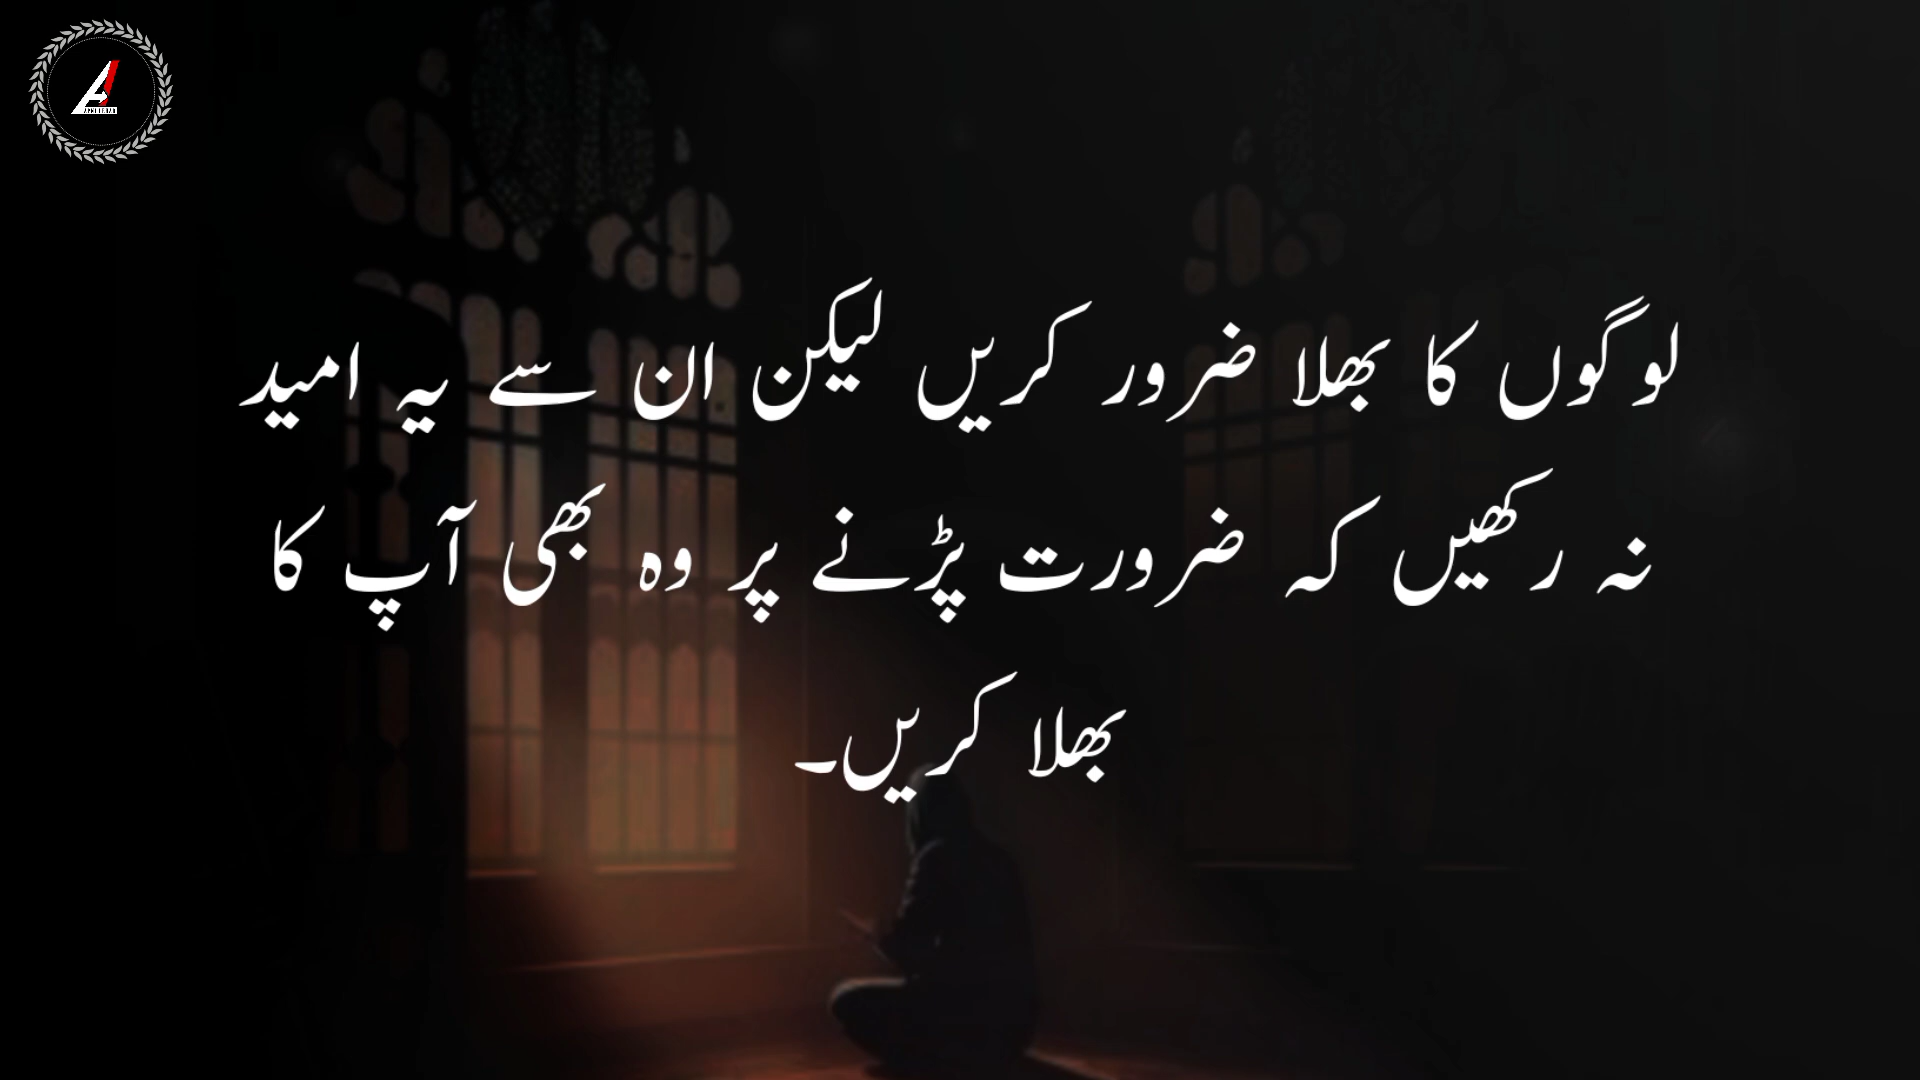 لوگوں کا بھلا ضرور کریں لیکن ان سے یہ امید
نہ رکھیں کہ ضرورت پڑنے پر وہ بھی آپ کا
بھلا کریں۔